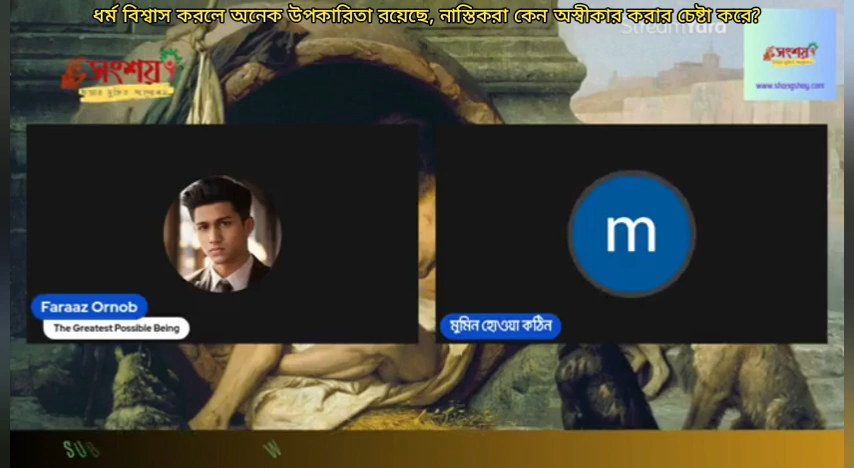 ধর্ম বিশ্বাস করলে অনেক উপকারিতা রয়েছে, নাস্তিকরা কেন অস্বীকার করার চেষ্টা করে?
StreamYard
সংশয়
সংশয়
www.shongshoy.com
m
Faraaz Ornob
The Greatest Possible Being
মুমিন হোওয়া কঠিন
SUB
W